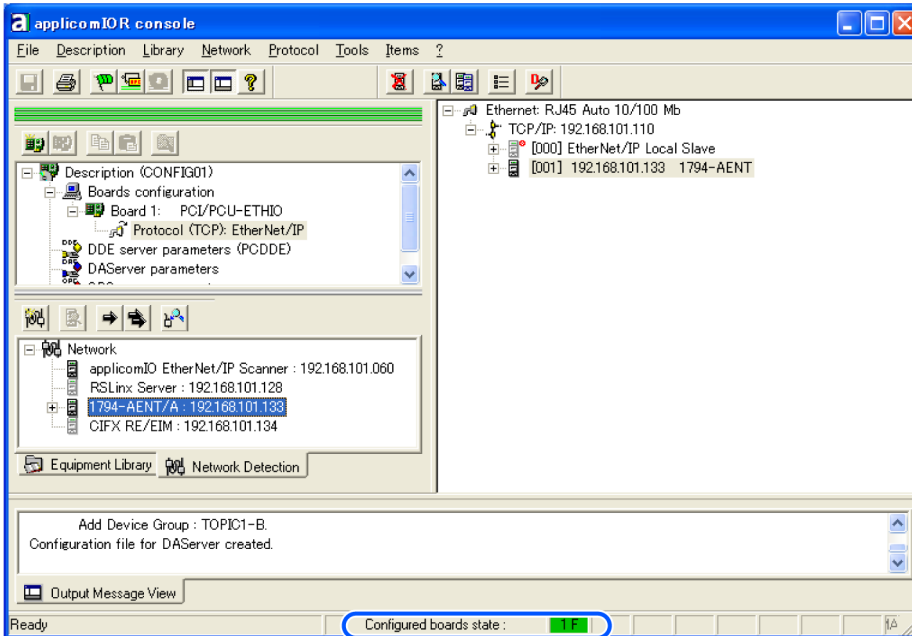 applicomIOR console
File Description Library Network Protocol Tools Items ?
Description (CONFIG01)
Boards configuration
Board 1: PCI/PCU-ETHIO
Protocol (TCP): EtherNet/IP
DDE server parameters (PCDDE)
DAServer parameters
Network
applicomIO EtherNet/IP Scanner : 192.168.101.060
RSLinx Server : 192.168.101.128
1794-AENT/A : 192.168.101.133
CIFX RE/EIM : 192.168.101.134
Equipment Library Network Detection
Ethernet: RJ45 Auto 10/100 Mb
TCP/IP: 192.168.101.110
[000] EtherNet/IP Local Slave
[001] 192.168.101.133 1794-AENT
Add Device Group : TOPIC1-B.
Configuration file for DAServer created.
Output Message View
Ready Configured boards state : 1 F